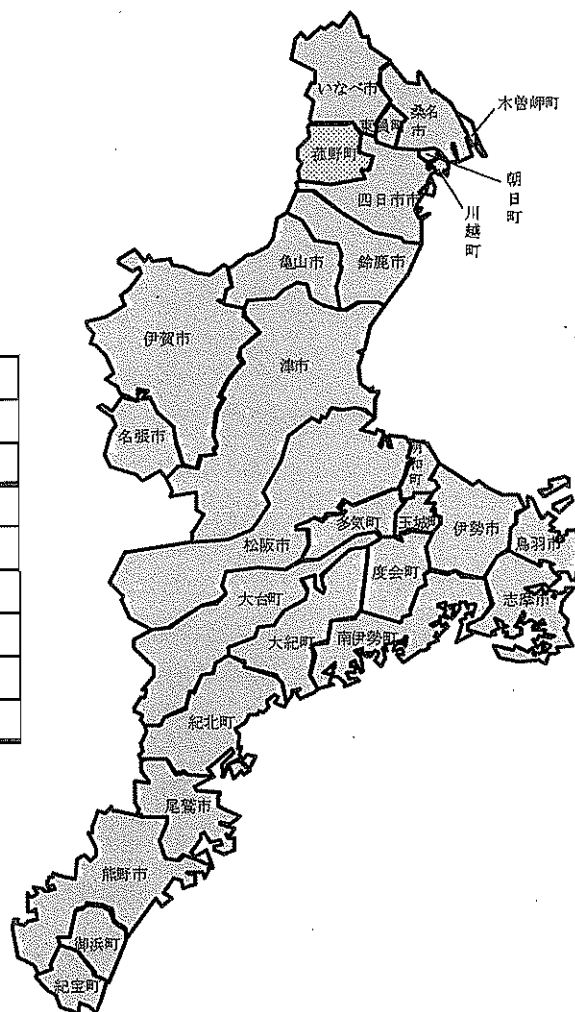 いなべ市
桑名市
木曽岬町
東員町
菰野町
朝日町
四日市市
川越町
亀山市
鈴鹿市
伊賀市
津市
名張市
明和町
多気町
玉城町
伊勢市
鳥羽市
松阪市
度会町
志摩市
大台町
大紀町
南伊勢町
紀北町
尾鷲市
熊野市
御浜町
紀宝町